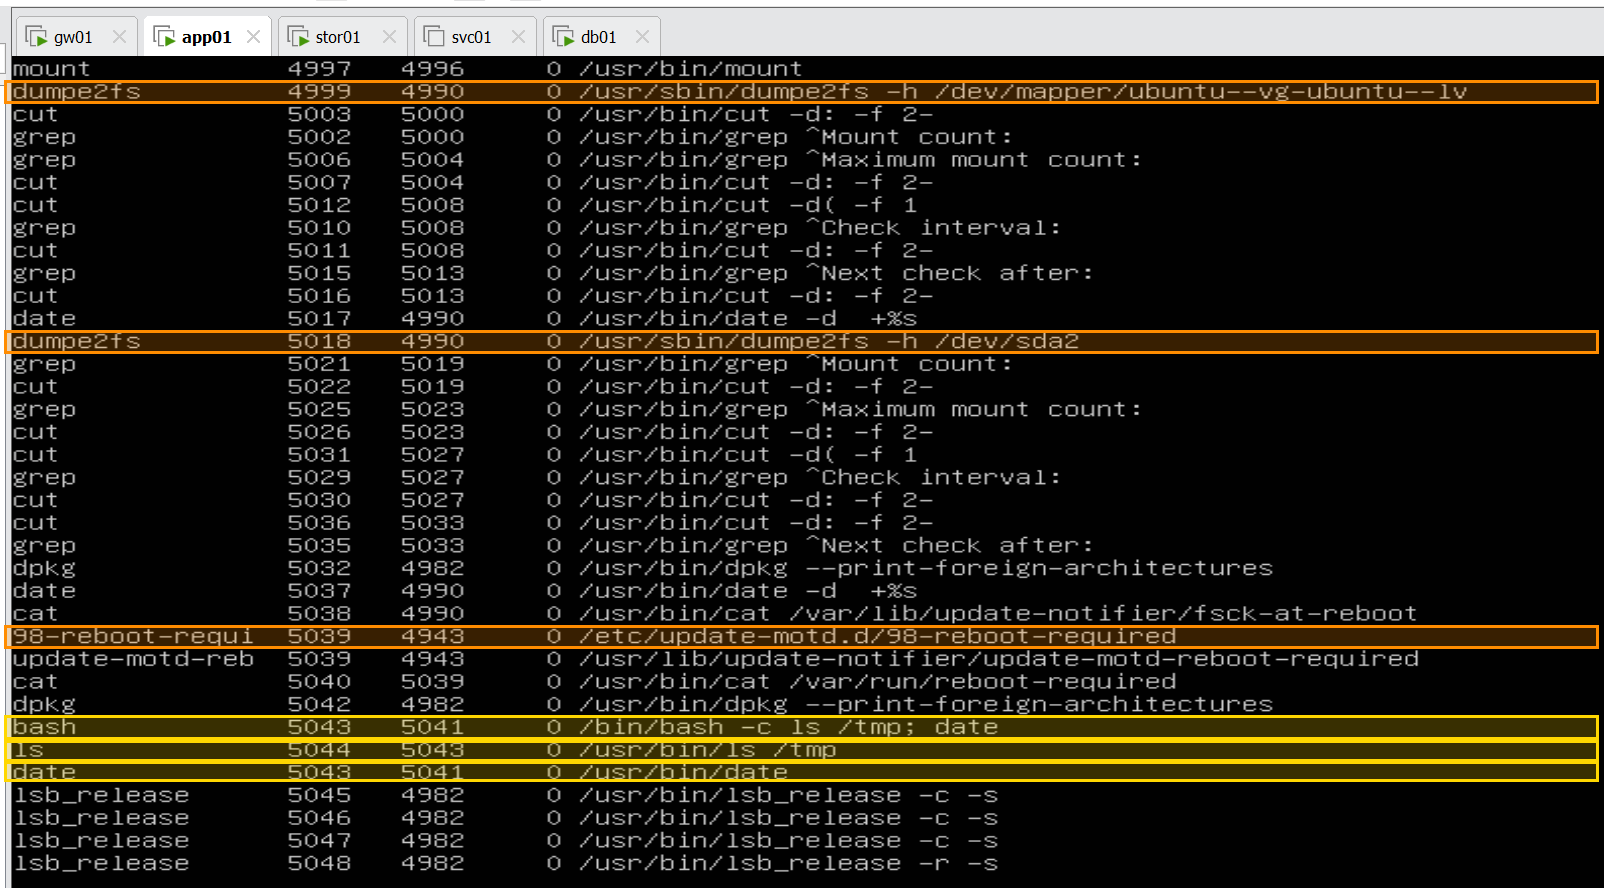 gw01 app01 stor01 svc01 db01
mount 4997 4996 0 /usr/bin/mount
dumpe2fs 4999 4990 0 /usr/sbin/dumpe2fs -h /dev/mapper/ubuntu--vg-ubuntu--lv
cut 5003 5000 0 /usr/bin/cut -d: -f 2-
grep 5002 5000 0 /usr/bin/grep ^Mount count:
grep 5006 5004 0 /usr/bin/grep ^Maximum mount count:
cut 5007 5004 0 /usr/bin/cut -d: -f 2-
cut 5012 5008 0 /usr/bin/cut -d( -f 1
grep 5010 5008 0 /usr/bin/grep ^Check interval:
cut 5011 5008 0 /usr/bin/cut -d: -f 2-
grep 5015 5013 0 /usr/bin/grep ^Next check after:
cut 5016 5013 0 /usr/bin/cut -d: -f 2-
date 5017 4990 0 /usr/bin/date -d  +%s
dumpe2fs 5018 4990 0 /usr/sbin/dumpe2fs -h /dev/sda2
grep 5021 5019 0 /usr/bin/grep ^Mount count:
cut 5022 5019 0 /usr/bin/cut -d: -f 2-
grep 5025 5023 0 /usr/bin/grep ^Maximum mount count:
cut 5026 5023 0 /usr/bin/cut -d: -f 2-
cut 5031 5027 0 /usr/bin/cut -d( -f 1
grep 5029 5027 0 /usr/bin/grep ^Check interval:
cut 5030 5027 0 /usr/bin/cut -d: -f 2-
cut 5036 5033 0 /usr/bin/cut -d: -f 2-
grep 5035 5033 0 /usr/bin/grep ^Next check after:
dpkg 5032 4982 0 /usr/bin/dpkg --print-foreign-architectures
date 5037 4990 0 /usr/bin/date -d  +%s
cat 5038 4990 0 /usr/bin/cat /var/lib/update-notifier/fsck-at-reboot
98-reboot-requi 5039 4943 0 /etc/update-motd.d/98-reboot-required
update-motd-reb 5039 4943 0 /usr/lib/update-notifier/update-motd-reboot-required
cat 5040 5039 0 /usr/bin/cat /var/run/reboot-required
dpkg 5042 4982 0 /usr/bin/dpkg --print-foreign-architectures
bash 5043 5041 0 /bin/bash -c ls /tmp; date
ls 5044 5043 0 /usr/bin/ls /tmp
date 5043 5041 0 /usr/bin/date
lsb_release 5045 4982 0 /usr/bin/lsb_release -c -s
lsb_release 5046 4982 0 /usr/bin/lsb_release -c -s
lsb_release 5047 4982 0 /usr/bin/lsb_release -c -s
lsb_release 5048 4982 0 /usr/bin/lsb_release -r -s